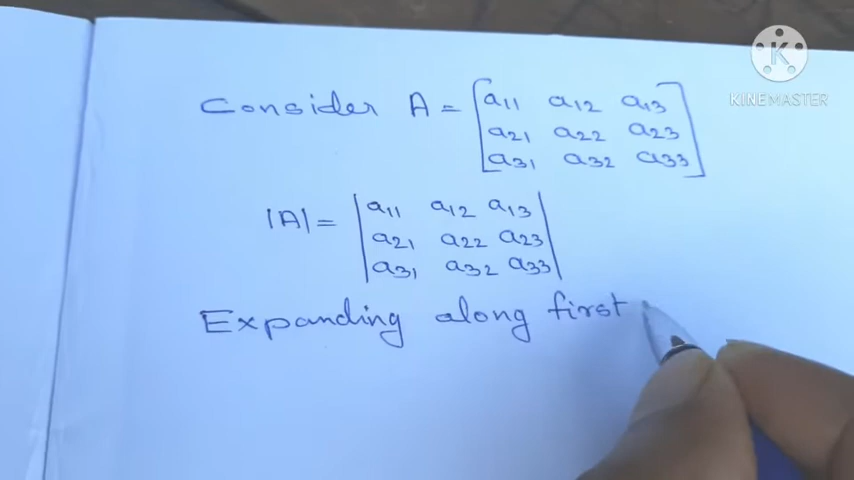 Consider A = [a11 a12 a13
a21 a22 a23
a31 a32 a33]
|A| = |a11 a12 a13
a21 a22 a23
a31 a32 a33|
Expanding along first
K
KINEMASTER